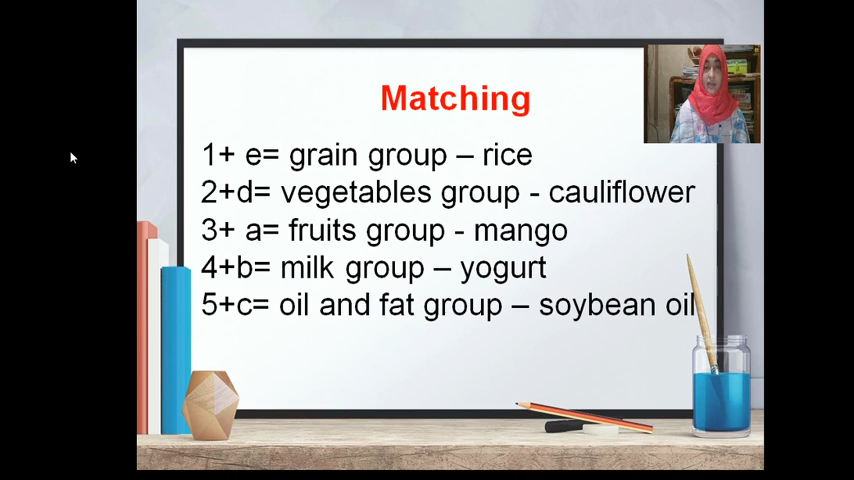 Matching
1+ e= grain group – rice
2+d= vegetables group - cauliflower
3+ a= fruits group - mango
4+b= milk group – yogurt
5+c= oil and fat group – soybean oil